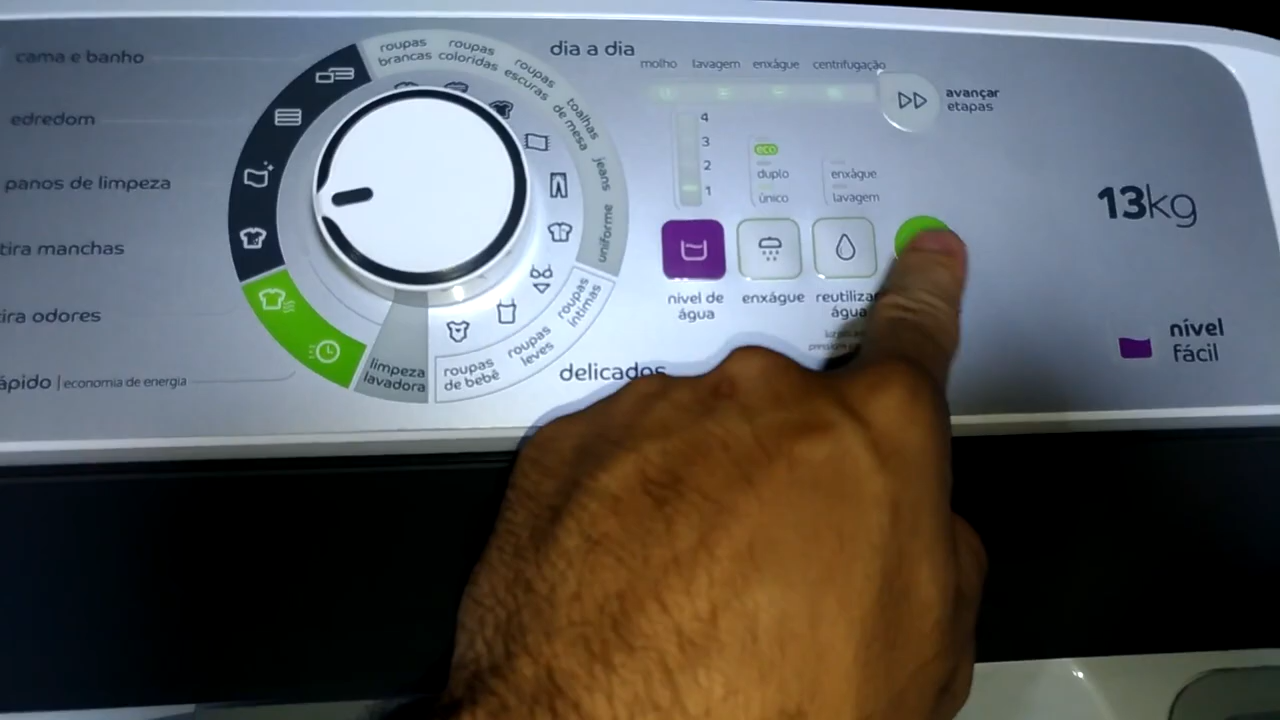 cama e banho
edredom
panos de limpeza
tira manchas
ira odores
ápido | economia de energia
roupas brancas
roupas coloridas
roupas escuras
toalhas de mesa
jeans
uniforme
roupas íntimas
roupas leves
roupas de bebê
limpeza lavadora
dia a dia
delicados
molho lavagem enxágue centrifugação
avançar
etapas
4
3
2
1
eco
duplo
único
enxágue
lavagem
nível de
água
enxágue
reutilizar
água
13kg
nível
fácil